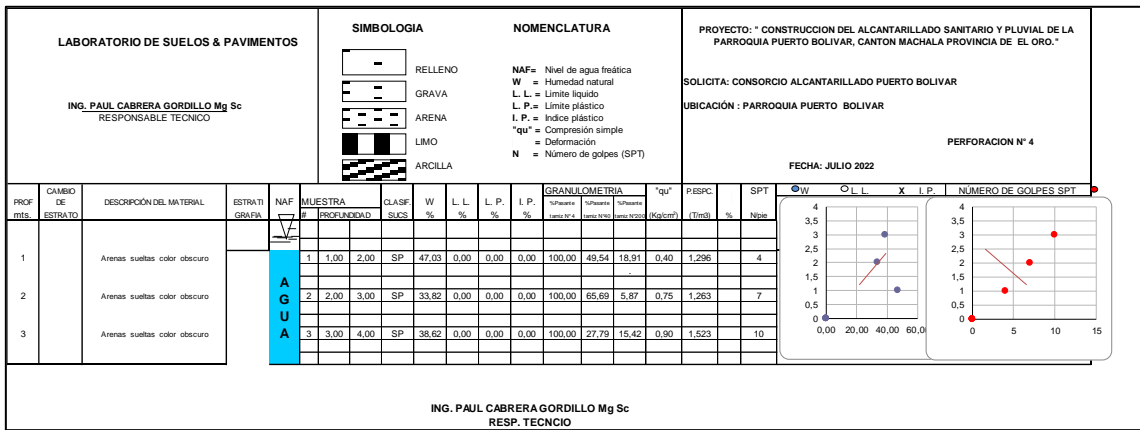 LABORATORIO DE SUELOS & PAVIMENTOS
ING. PAUL CABRERA GORDILLO Mg Sc
RESPONSABLE TECNICO
SIMBOLOGIA
RELLENO
GRAVA
ARENA
LIMO
ARCILLA
NOMENCLATURA
NAF= Nivel de agua freática
W = Humedad natural
L. L. = Limite liquido
L. P.= Límite plástico
I. P. = Indice plástico
"qu" = Compresión simple
= Deformación
N = Número de golpes (SPT)
PROYECTO: " CONSTRUCCION DEL ALCANTARILLADO SANITARIO Y PLUVIAL DE LA
PARROQUIA PUERTO BOLIVAR, CANTON MACHALA PROVINCIA DE EL ORO."
SOLICITA: CONSORCIO ALCANTARILLADO PUERTO BOLIVAR
UBICACIÓN : PARROQUIA PUERTO BOLIVAR
PERFORACION N° 4
FECHA: JULIO 2022
PROF mts.
CAMBIO DE ESTRATO
DESCRIPCIÓN DEL MATERIAL
ESTRATI GRAFIA
NAF
MUESTRA
# PROFUNDIDAD
CLASIF. SUCS
W %
L. L. %
L. P. %
I. P. %
GRANULOMETRIA
%Pasante tamiz N°4
%Pasante tamiz N°40
%Pasante tamiz N°200
"qu" (Kg/cm²)
P.ESPC. (T/m3)
%
SPT N/pie
W L. L. X I. P.
NÚMERO DE GOLPES SPT
1 Arenas sueltas color obscuro 1 1,00 2,00 SP 47,03 0,00 0,00 0,00 100,00 49,54 18,91 0,40 1,296 4
2 Arenas sueltas color obscuro 2 2,00 3,00 SP 33,82 0,00 0,00 0,00 100,00 65,69 5,87 0,75 1,263 7
3 Arenas sueltas color obscuro 3 3,00 4,00 SP 38,62 0,00 0,00 0,00 100,00 27,79 15,42 0,90 1,523 10
A
G
U
A
4
3,5
3
2,5
2
1,5
1
0,5
0
0,00 20,00 40,00 60,00
4
3,5
3
2,5
2
1,5
1
0,5
0
0 5 10 15
ING. PAUL CABRERA GORDILLO Mg Sc
RESP. TECNCIO